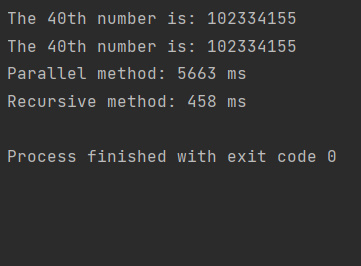 The 40th number is: 102334155
The 40th number is: 102334155
Parallel method: 5663 ms
Recursive method: 458 ms
Process finished with exit code 0